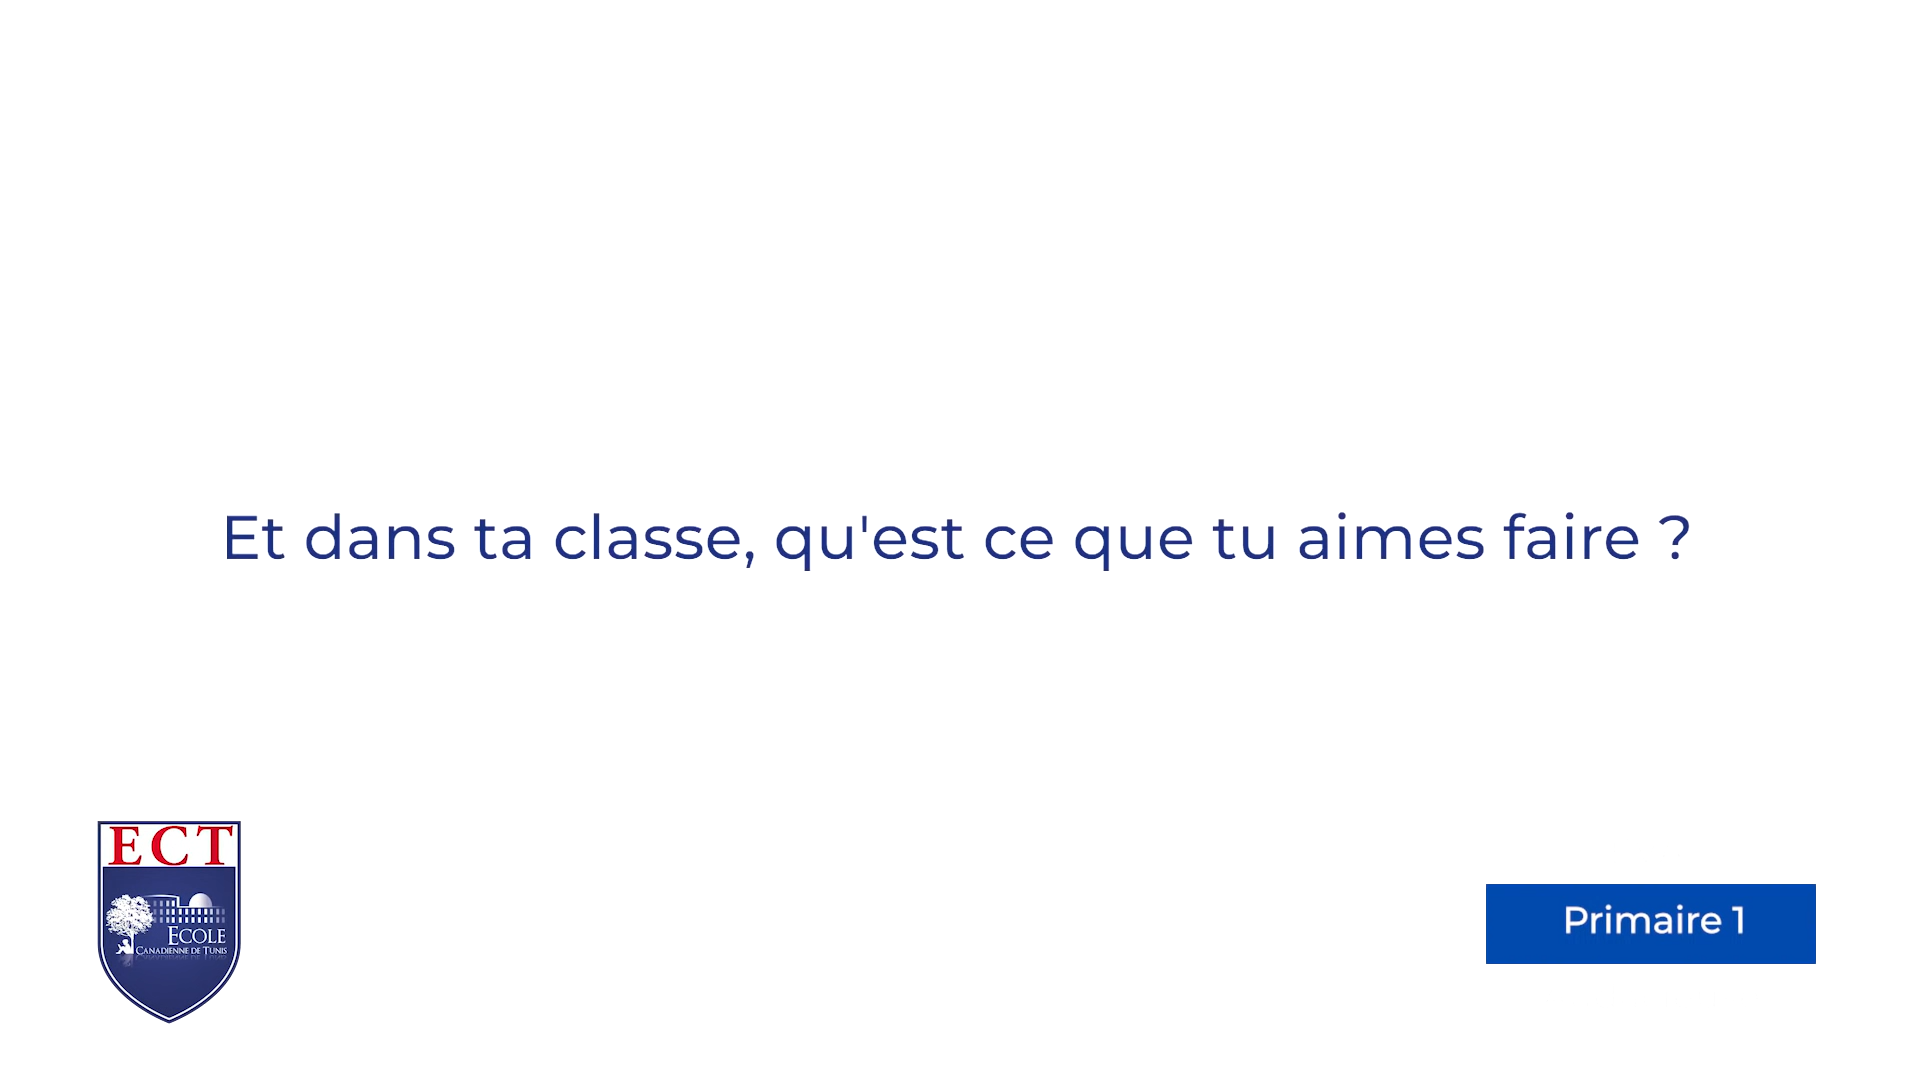 Et dans ta classe, qu'est ce que tu aimes faire ?
ECT
ECOLE
CANADIENNE DE TUNIS
Primaire 1